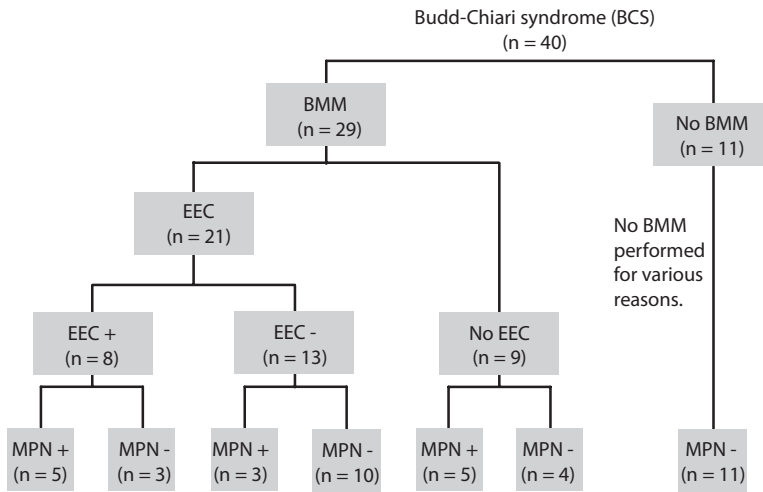 Budd-Chiari syndrome (BCS)
(n = 40)
BMM
(n = 29)
No BMM
(n = 11)
EEC
(n = 21)
No BMM
performed
for various
reasons.
EEC +
(n = 8)
EEC -
(n = 13)
No EEC
(n = 9)
MPN +
(n = 5)
MPN -
(n = 3)
MPN +
(n = 3)
MPN -
(n = 10)
MPN +
(n = 5)
MPN -
(n = 4)
MPN -
(n = 11)